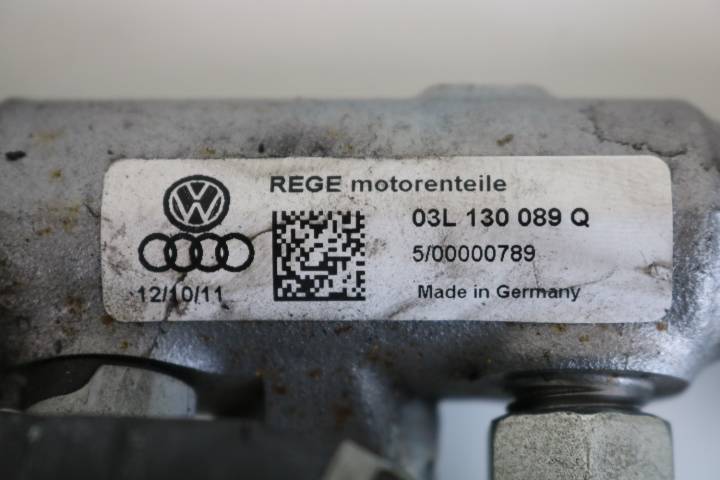 REGE motorenteile
03L 130 089 Q
5/00000789
12/10/11
Made in Germany